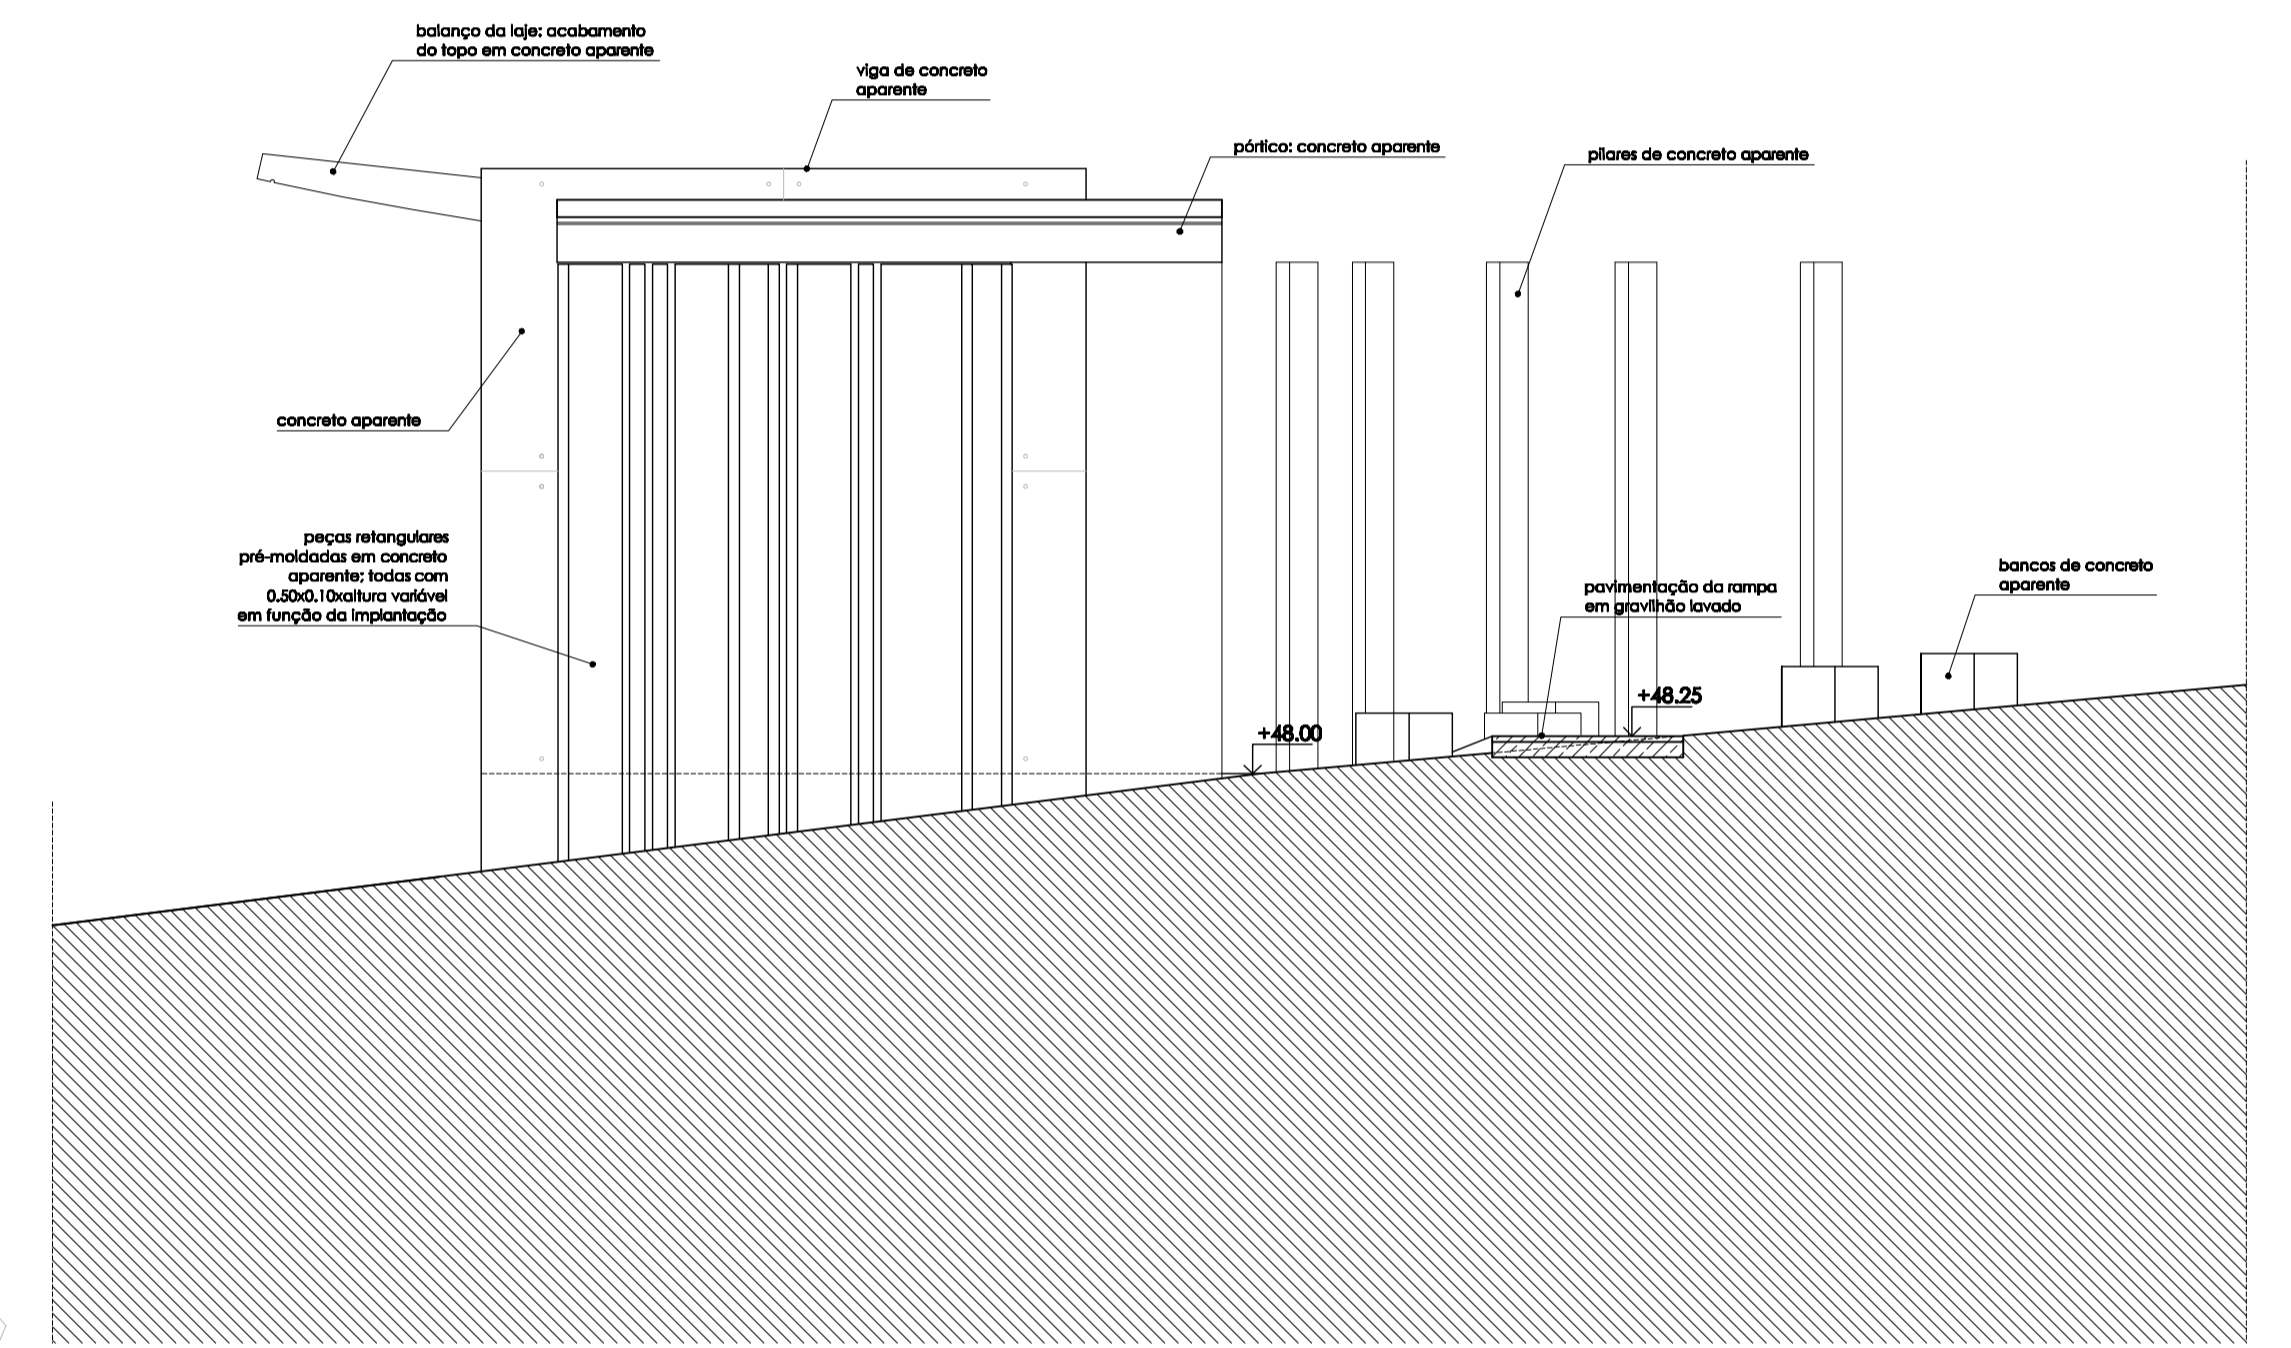 balanço da laje: acabamento
do topo em concreto aparente
viga de concreto
aparente
pórtico: concreto aparente
pilares de concreto aparente
concreto aparente
peças retangulares
pré-moldadas em concreto
aparente; todas com
0.50x0.10xaltura variável
em função da implantação
pavimentação da rampa
em gravilhão lavado
bancos de concreto
aparente
+48.25
+48.00